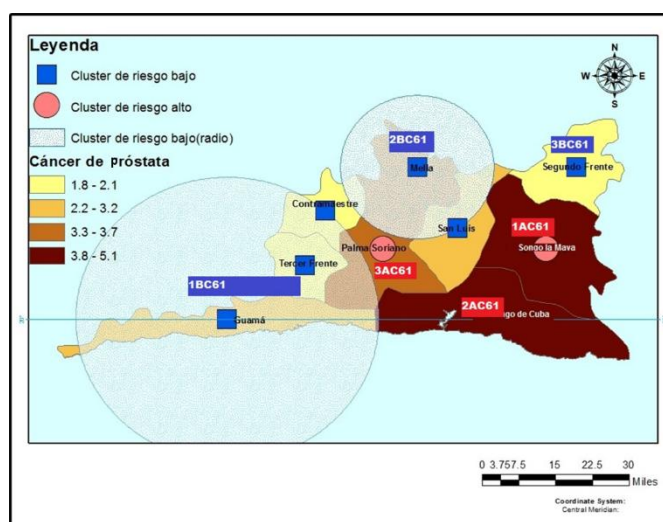 Leyenda
Cluster de riesgo bajo
Cluster de riesgo alto
Cluster de riesgo bajo(radio)
Cáncer de próstata
1.8 - 2.1
2.2 - 3.2
3.3 - 3.7
3.8 - 5.1
N
W E
S
2BC61
Mella
3BC61
Segundo Frente
Contramaestre
San Luis
1AC61
Songo la Maya
Palma Soriano
Tercer Frente
3AC61
1BC61
2AC61
go de Cuba
Guamá
0 3.757.5 15 22.5 30
Miles
Coordinate System:
Central Meridian: